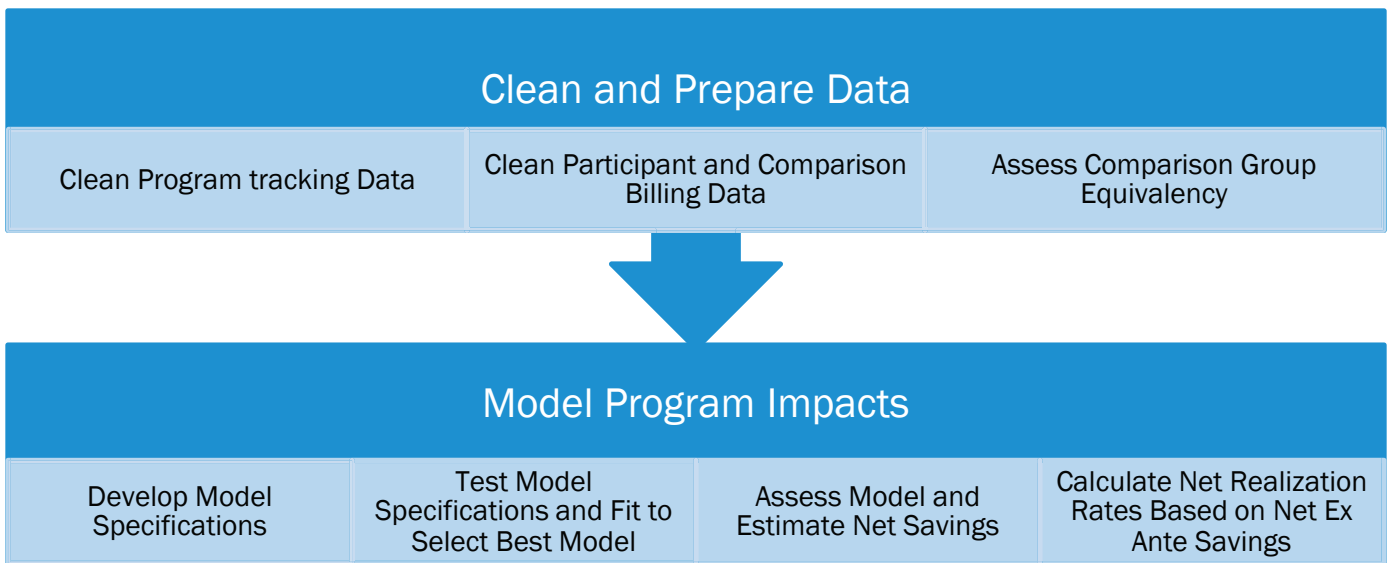 Clean and Prepare Data
Clean Program tracking Data
Clean Participant and Comparison
Billing Data
Assess Comparison Group
Equivalency
Model Program Impacts
Develop Model
Specifications
Test Model
Specifications and Fit to
Select Best Model
Assess Model and
Estimate Net Savings
Calculate Net Realization
Rates Based on Net Ex
Ante Savings